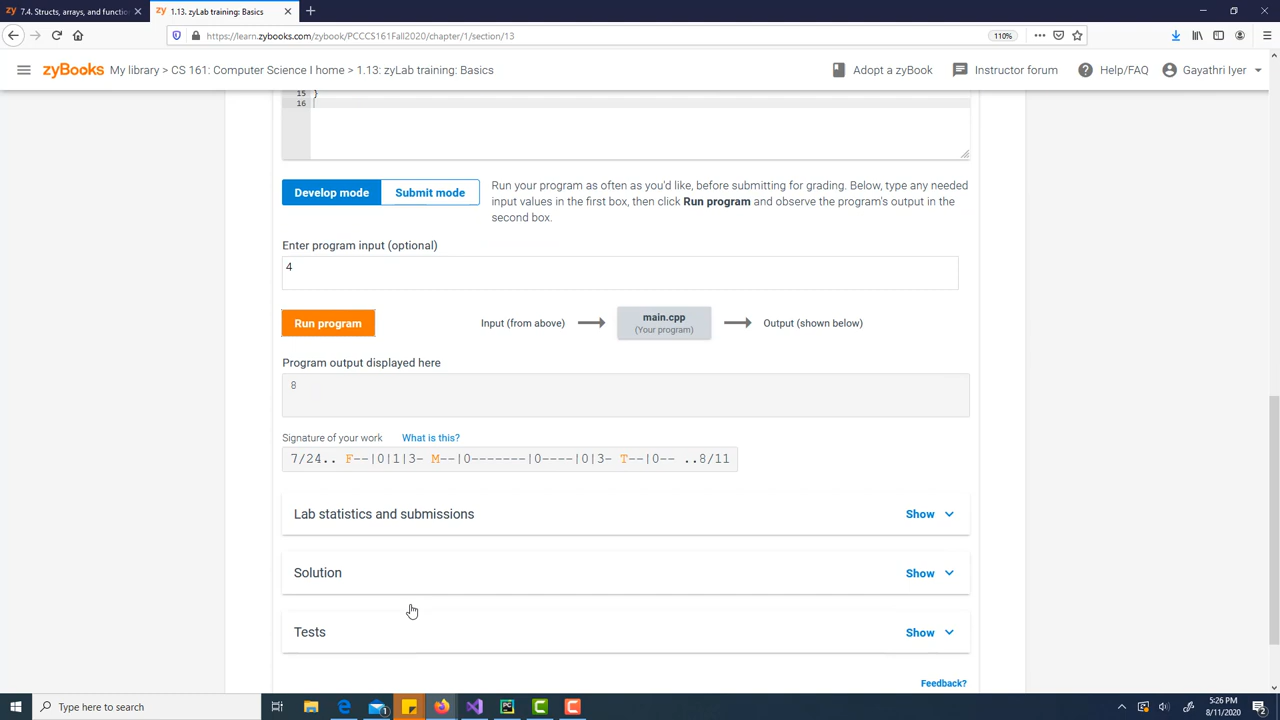 zy 7.4. Structs, arrays, and functio
zy 1.13. zyLab training: Basics
https://learn.zybooks.com/zybook/PCCCS161Fall2020/chapter/1/section/13
110%
zyBooks My library > CS 161: Computer Science I home > 1.13: zyLab training: Basics
Adopt a zyBook
Instructor forum
Help/FAQ
Gayathri Iyer
15 }
16
Develop mode
Submit mode
Run your program as often as you'd like, before submitting for grading. Below, type any needed
input values in the first box, then click Run program and observe the program's output in the
second box.
Enter program input (optional)
4
Run program
Input (from above)
main.cpp
(Your program)
Output (shown below)
Program output displayed here
8
Signature of your work What is this?
7/24.. F--|0|1|3- M--|0-------|0----|0|3- T--|0-- ..8/11
Lab statistics and submissions
Show
Solution
Show
Tests
Show
Feedback?
Type here to search
1
5:26 PM
8/11/2020
2